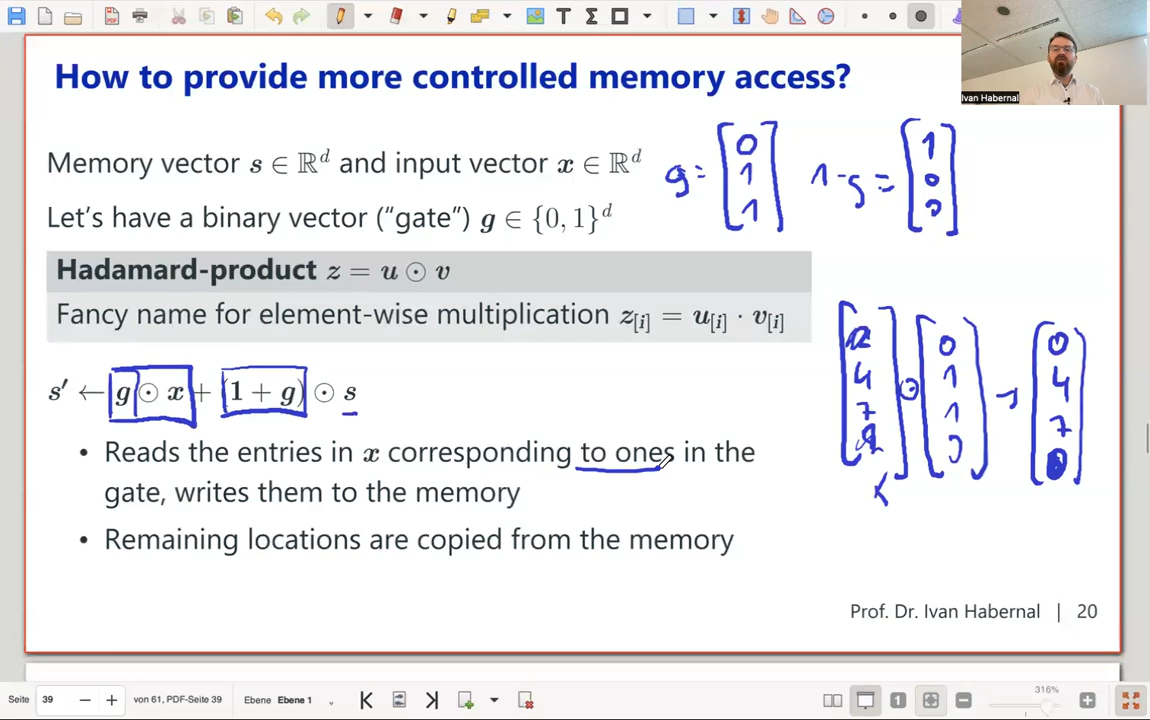 How to provide more controlled memory access?
Ivan Habernal
Memory vector s ∈ ℝᵈ and input vector x ∈ ℝᵈ
Let's have a binary vector ("gate") g ∈ {0, 1}ᵈ
g = [0 1 1]
1 - g = [1 0 0]
Hadamard-product z = u ⊙ v
Fancy name for element-wise multiplication z[i] = u[i] · v[i]
4 7 ⊙ [0 1 1 0] → [0 4 7 0]
x
s′ ← g ⊙ x + (1 + g) ⊙ s
• Reads the entries in x corresponding to ones in the
gate, writes them to the memory
• Remaining locations are copied from the memory
Prof. Dr. Ivan Habernal | 20
Seite 39 von 61, PDF-Seite 39 Ebene Ebene 1 1 316%